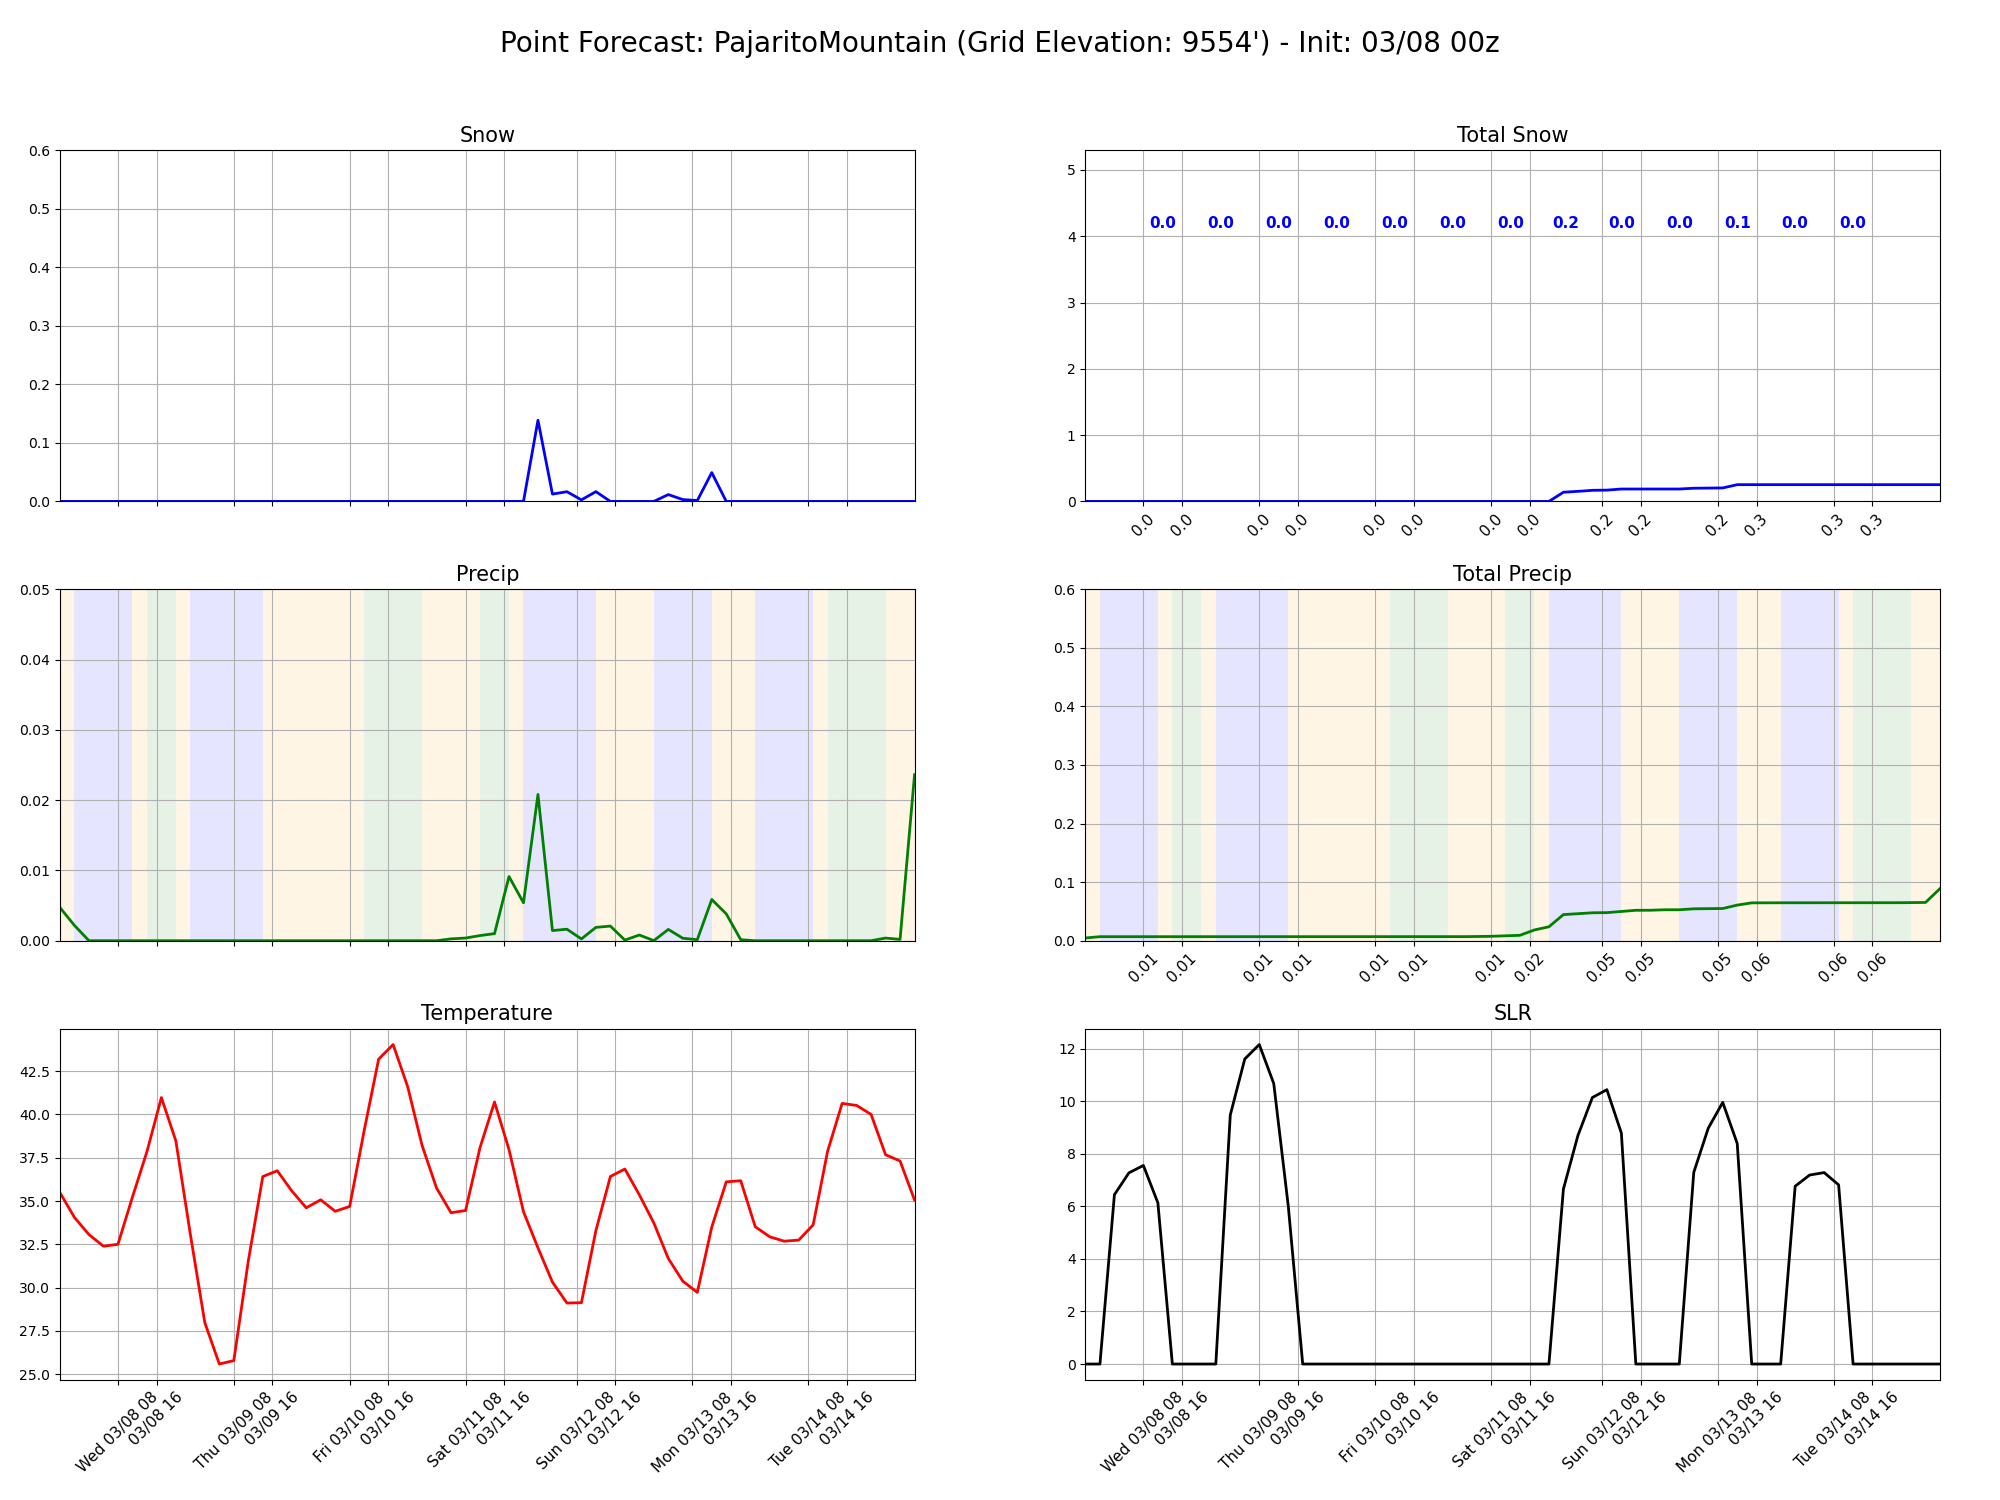 Point Forecast: PajaritoMountain (Grid Elevation: 9554') - Init: 03/08 00z
Snow
0.6
0.5
0.4
0.3
0.2
0.1
0.0
Total Snow
5
4
3
2
1
0
0.0 0.0 0.0 0.0 0.0 0.0 0.0 0.2 0.0 0.0 0.1 0.0 0.0
0.0 0.0 0.0 0.0 0.0 0.0 0.0 0.0 0.2 0.2 0.2 0.3 0.3 0.3
Precip
0.05
0.04
0.03
0.02
0.01
0.00
Total Precip
0.6
0.5
0.4
0.3
0.2
0.1
0.0
0.01 0.01 0.01 0.01 0.01 0.01 0.01 0.02 0.05 0.05 0.05 0.06 0.06 0.06
Temperature
42.5
40.0
37.5
35.0
32.5
30.0
27.5
25.0
Wed 03/08 08
03/08 16
Thu 03/09 08
03/09 16
Fri 03/10 08
03/10 16
Sat 03/11 08
03/11 16
Sun 03/12 08
03/12 16
Mon 03/13 08
03/13 16
Tue 03/14 08
03/14 16
SLR
12
10
8
6
4
2
0
Wed 03/08 08
03/08 16
Thu 03/09 08
03/09 16
Fri 03/10 08
03/10 16
Sat 03/11 08
03/11 16
Sun 03/12 08
03/12 16
Mon 03/13 08
03/13 16
Tue 03/14 08
03/14 16